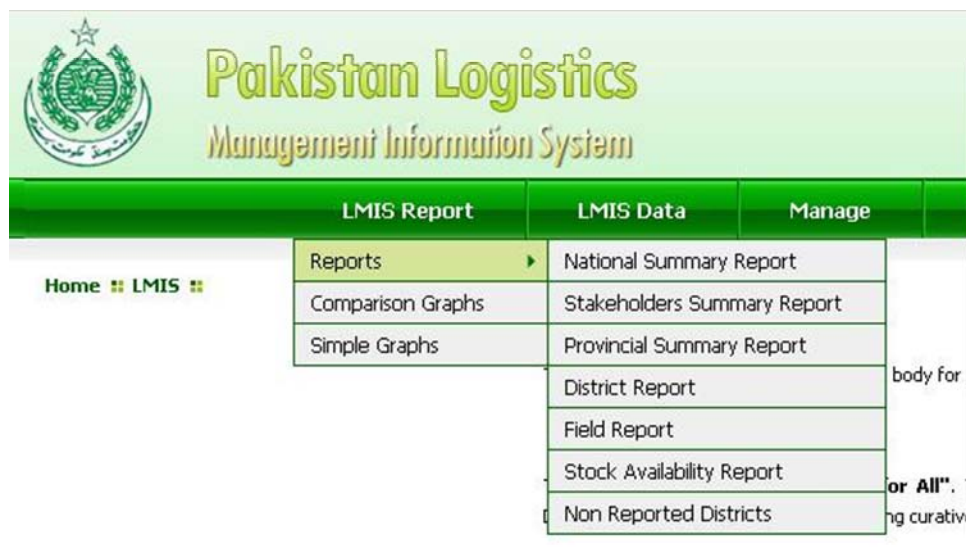 Pakistan Logistics
Management Information System
LMIS Report LMIS Data Manage
Home LMIS
Reports
Comparison Graphs
Simple Graphs
National Summary Report
Stakeholders Summary Report
Provincial Summary Report
District Report
Field Report
Stock Availability Report
Non Reported Districts
body for
or All".
ng curativ